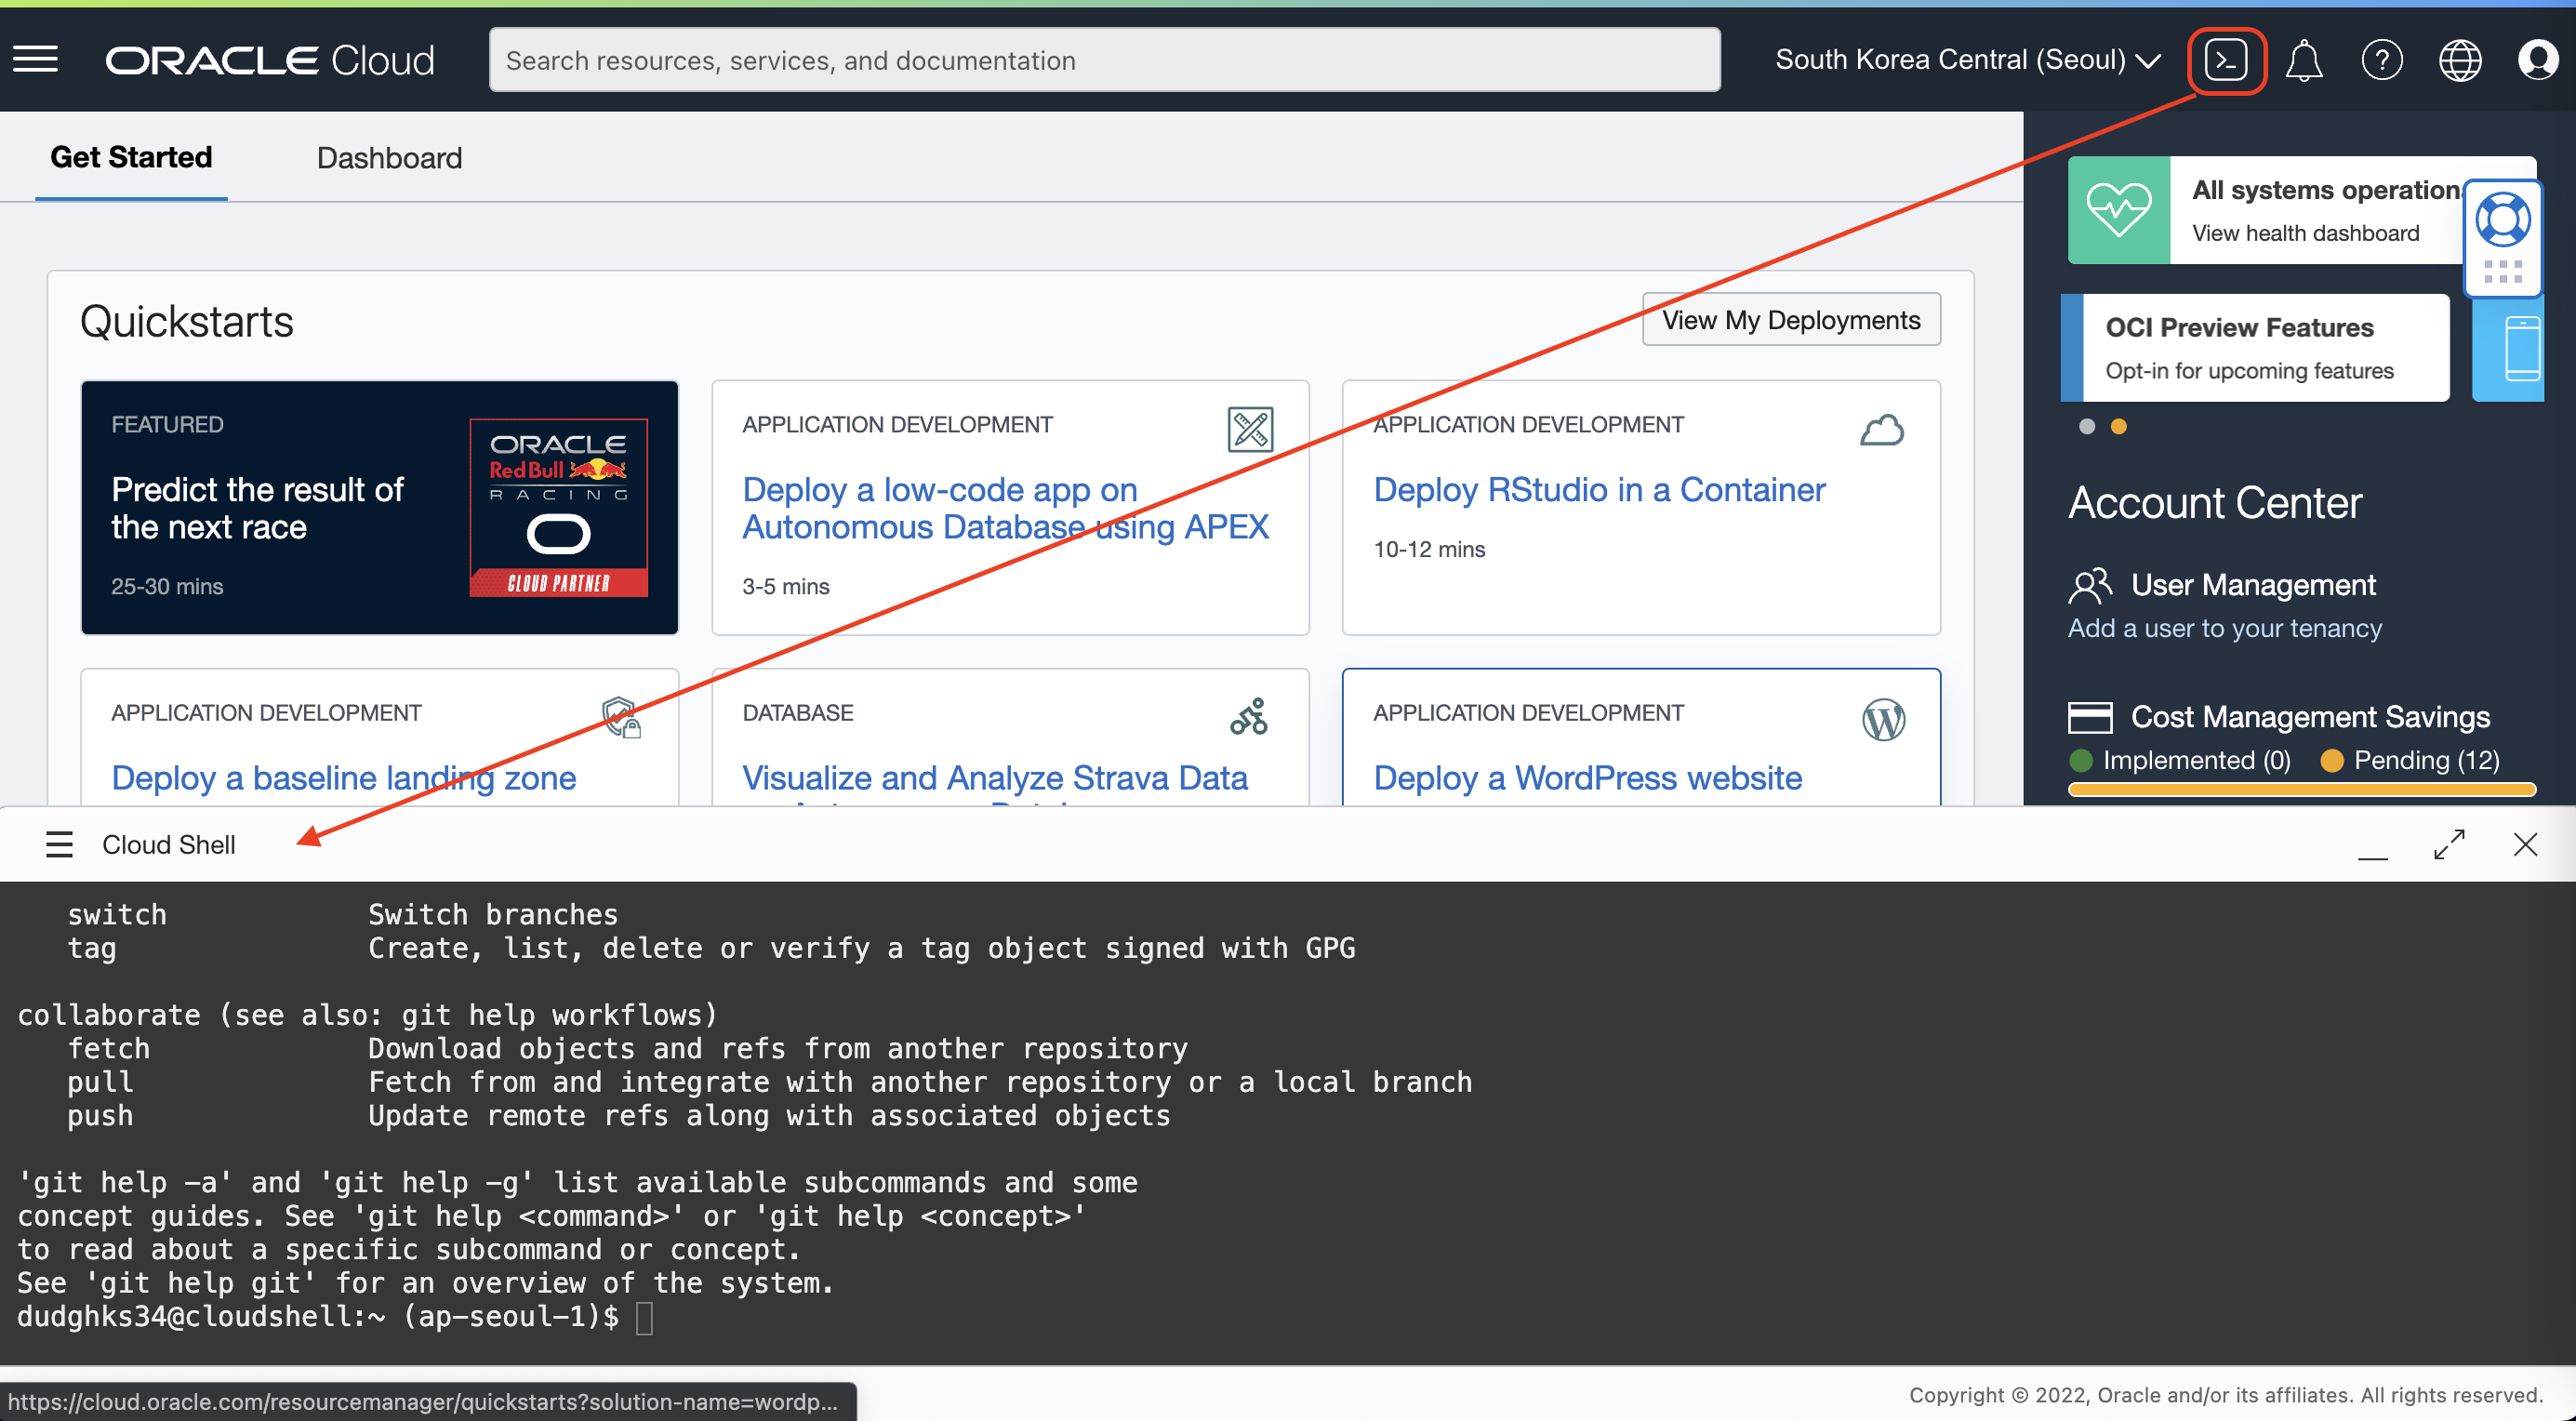 ORACLE Cloud
Search resources, services, and documentation
South Korea Central (Seoul)
Get Started
Dashboard
All systems operation
View health dashboard
OCI Preview Features
Opt-in for upcoming features
Quickstarts
View My Deployments
FEATURED
Predict the result of
the next race
25-30 mins
ORACLE
Red Bull
RACING
CLOUD PARTNER
APPLICATION DEVELOPMENT
Deploy a low-code app on
Autonomous Database using APEX
3-5 mins
APPLICATION DEVELOPMENT
Deploy RStudio in a Container
10-12 mins
Account Center
User Management
Add a user to your tenancy
Cost Management Savings
Implemented (0)
Pending (12)
APPLICATION DEVELOPMENT
Deploy a baseline landing zone
DATABASE
Visualize and Analyze Strava Data
APPLICATION DEVELOPMENT
Deploy a WordPress website
Cloud Shell
switch Switch branches
tag Create, list, delete or verify a tag object signed with GPG
collaborate (see also: git help workflows)
fetch Download objects and refs from another repository
pull Fetch from and integrate with another repository or a local branch
push Update remote refs along with associated objects
'git help -a' and 'git help -g' list available subcommands and some
concept guides. See 'git help <command>' or 'git help <concept>'
to read about a specific subcommand or concept.
See 'git help git' for an overview of the system.
dudghks34@cloudshell:~ (ap-seoul-1)$
https://cloud.oracle.com/resourcemanager/quickstarts?solution-name=wordp...
Copyright © 2022, Oracle and/or its affiliates. All rights reserved.